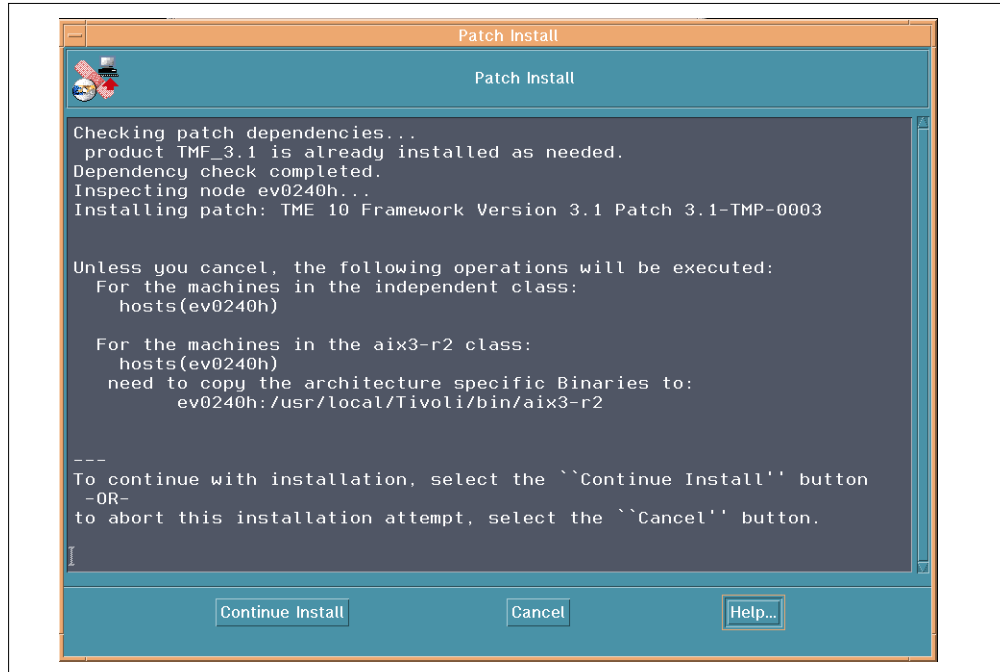 Patch Install
Patch Install
Checking patch dependencies...
product TMF_3.1 is already installed as needed.
Dependency check completed.
Inspecting node ev0240h...
Installing patch: TME 10 Framework Version 3.1 Patch 3.1-TMP-0003
Unless you cancel, the following operations will be executed:
For the machines in the independent class:
hosts(ev0240h)
For the machines in the aix3-r2 class:
hosts(ev0240h)
need to copy the architecture specific Binaries to:
ev0240h:/usr/local/Tivoli/bin/aix3-r2
---
To continue with installation, select the ``Continue Install'' button
-OR-
to abort this installation attempt, select the ``Cancel'' button.
Continue Install Cancel Help...